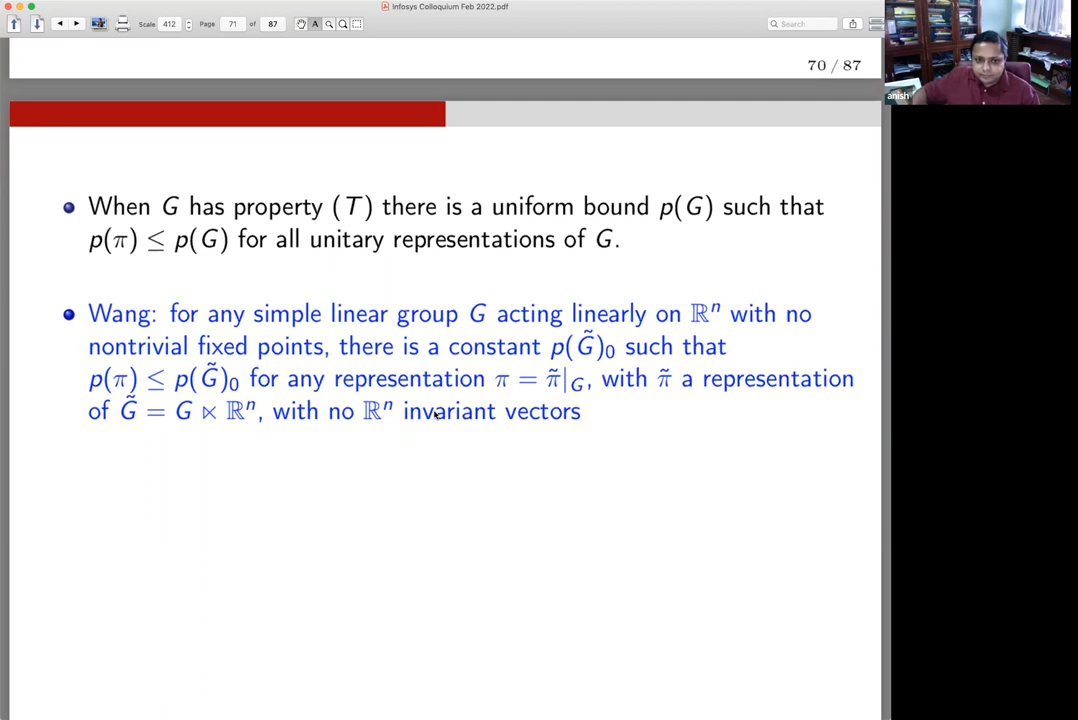 Infosys Colloquium Feb 2022.pdf
Scale 412 Page 71 of 87 A Search
70 / 87
anish
When G has property (T) there is a uniform bound p(G) such that
p(π) ≤ p(G) for all unitary representations of G.
Wang: for any simple linear group G acting linearly on ℝⁿ with no
nontrivial fixed points, there is a constant p(G̃)₀ such that
p(π) ≤ p(G̃)₀ for any representation π = π̃|_G, with π̃ a representation
of G̃ = G ⋉ ℝⁿ, with no ℝⁿ invariant vectors